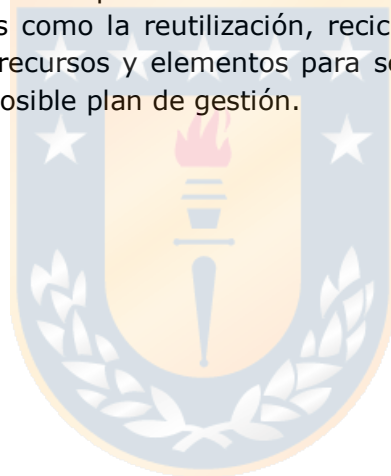 s como la reutilización, recic
recursos y elementos para se
osible plan de gestión.